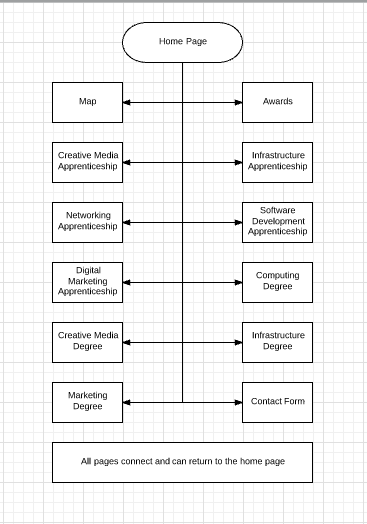 Home Page
Map
Awards
Creative Media
Apprenticeship
Infrastructure
Apprenticeship
Networking
Apprenticeship
Software
Development
Apprenticeship
Digital
Marketing
Apprenticeship
Computing
Degree
Creative Media
Degree
Infrastructure
Degree
Marketing
Degree
Contact Form
All pages connect and can return to the home page